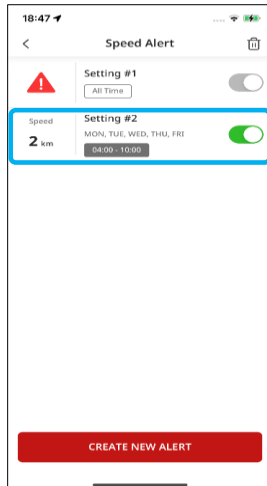 18:47
Speed Alert
Setting #1
All Time
Speed
2 km
Setting #2
MON, TUE, WED, THU, FRI
04:00 - 10:00
CREATE NEW ALERT